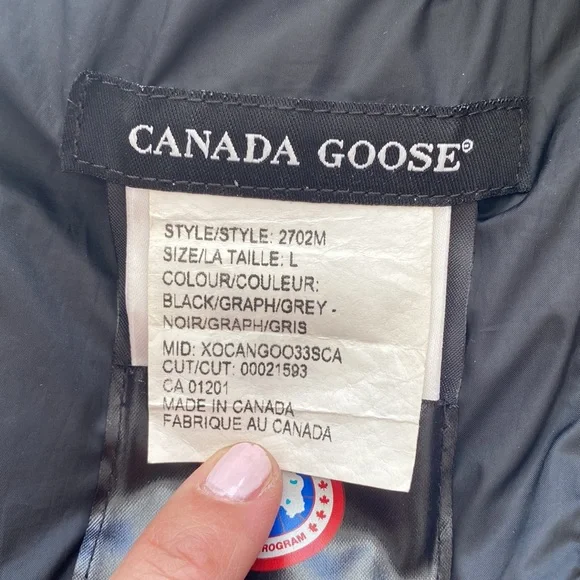 CANADA GOOSE®
STYLE/STYLE: 2702M
SIZE/LA TAILLE: L
COLOUR/COULEUR:
BLACK/GRAPH/GREY -
NOIR/GRAPH/GRIS
MID: XOCANGOO33SCA
CUT/CUT: 00021593
CA 01201
MADE IN CANADA
FABRIQUE AU CANADA
ROGRAM